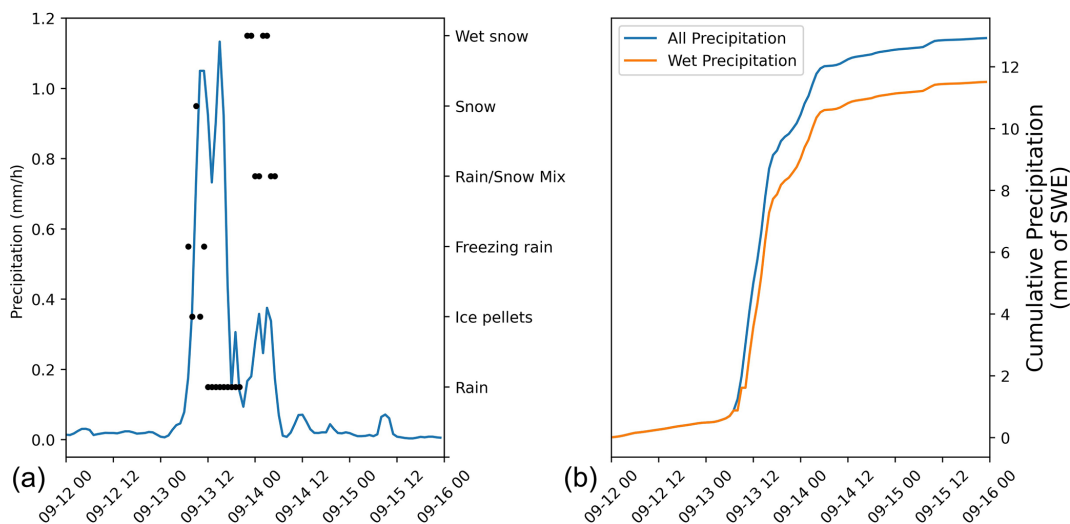 1.2
1.0
0.8
0.6
0.4
0.2
0.0
Precipitation (mm/h)
Wet snow
Snow
Rain/Snow Mix
Freezing rain
Ice pellets
Rain
09-12 00
09-12 12
09-13 00
09-13 12
09-14 00
09-14 12
09-15 00
09-15 12
09-16 00
(a)
All Precipitation
Wet Precipitation
12
10
8
6
4
2
0
Cumulative Precipitation
(mm of SWE)
09-12 00
09-12 12
09-13 00
09-13 12
09-14 00
09-14 12
09-15 00
09-15 12
09-16 00
(b)